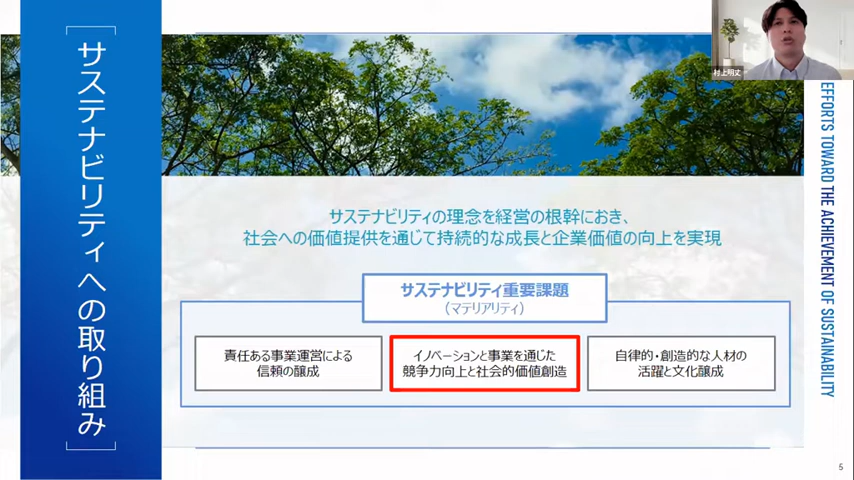 サステナビリティへの取り組み
村上明丈
EFFORTS TOWARD THE ACHIEVEMENT OF SUSTAINABILITY
サステナビリティの理念を経営の根幹におき、
社会への価値提供を通じて持続的な成長と企業価値の向上を実現
サステナビリティ重要課題
（マテリアリティ）
責任ある事業運営による
信頼の醸成
イノベーションと事業を通じた
競争力向上と社会的価値創造
自律的・創造的な人材の
活躍と文化醸成
5